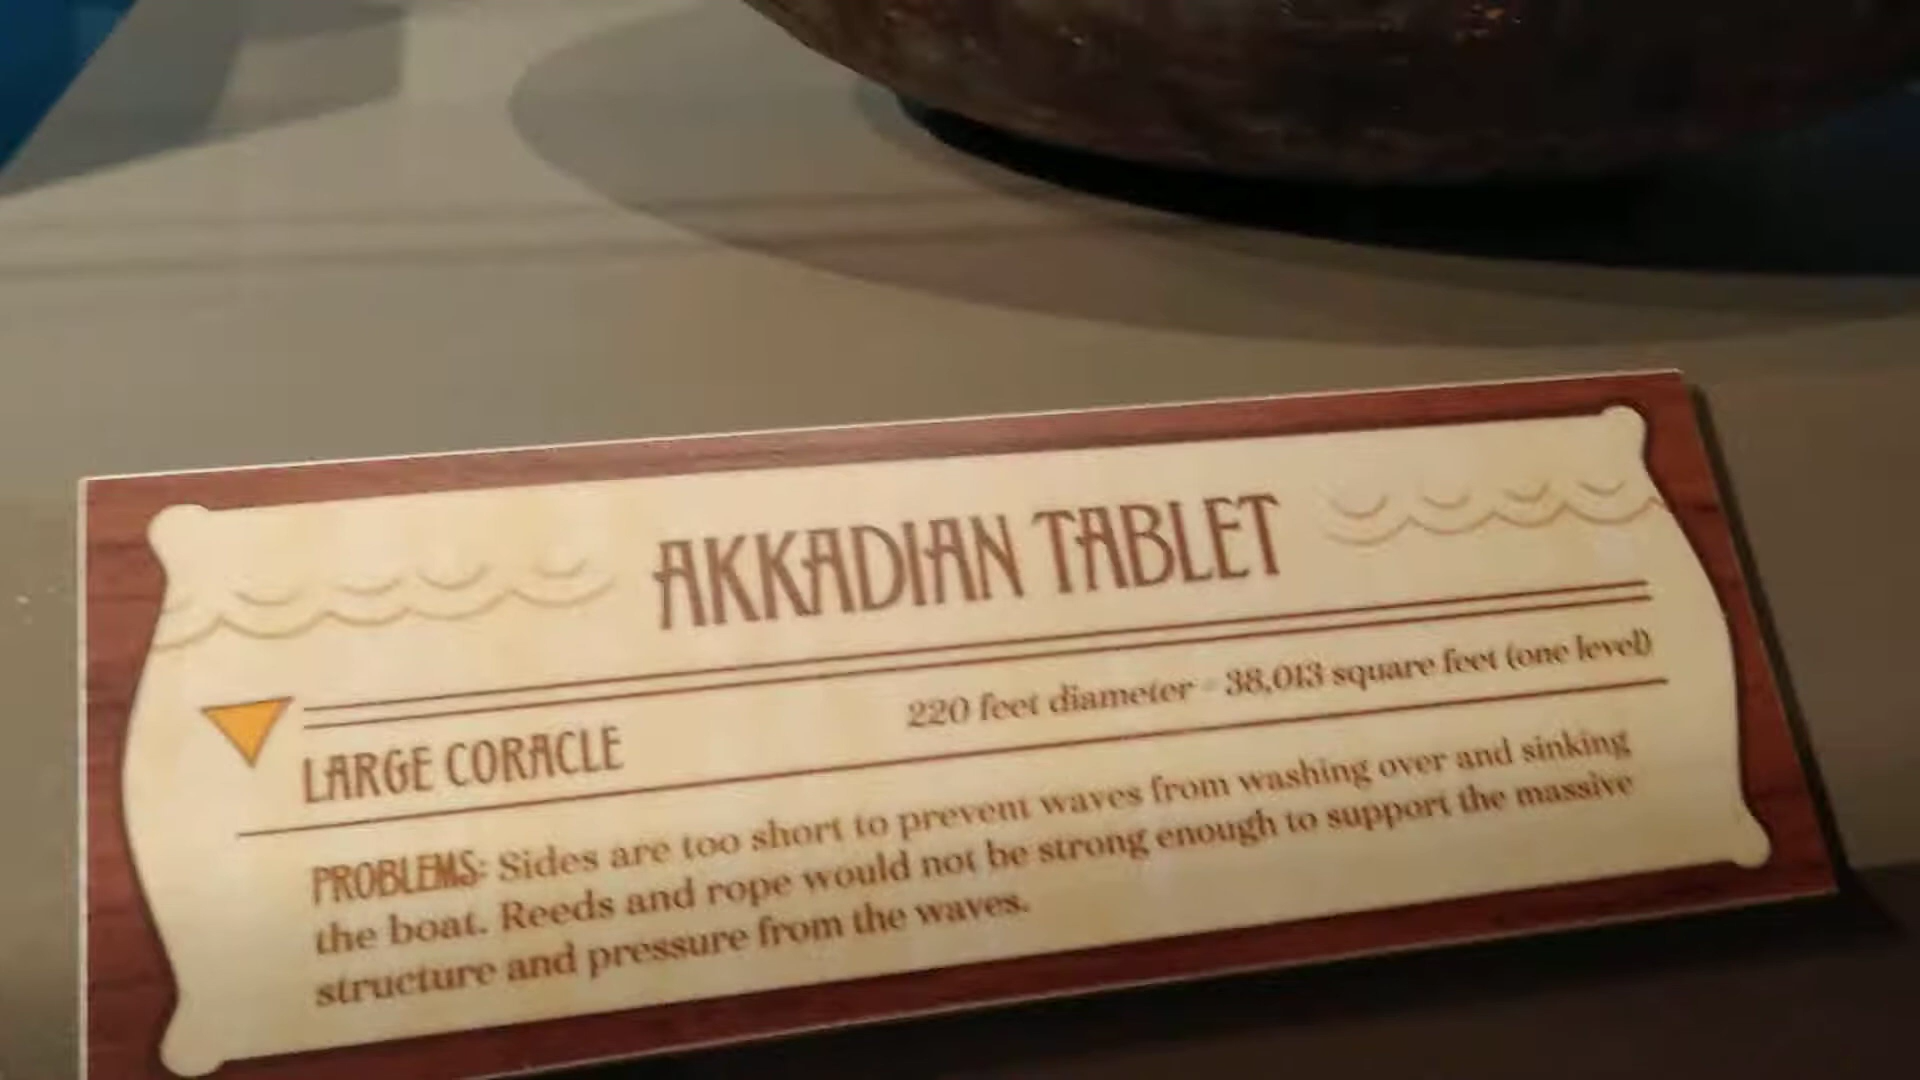 AKKADIAN TABLET
LARGE CORACLE 220 feet diameter 38,013 square feet (one level)
PROBLEMS: Sides are too short to prevent waves from washing over and sinking
the boat. Reeds and rope would not be strong enough to support the massive
structure and pressure from the waves.